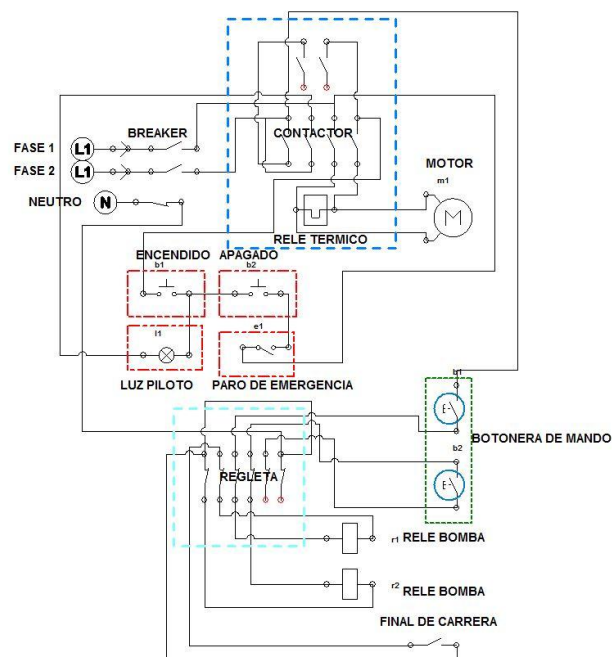 BREAKER
CONTACTOR
FASE 1 L1
FASE 2 L1
MOTOR
m1
NEUTRO N
M
RELE TERMICO
ENCENDIDO APAGADO
b1 b2
l1 e1
LUZ PILOTO PARO DE EMERGENCIA
b1
E
BOTONERA DE MANDO
b2
REGLETA
E
r1 RELE BOMBA
r2 RELE BOMBA
FINAL DE CARRERA